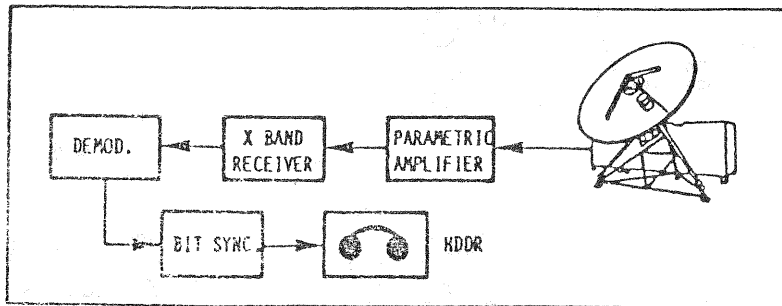 DEMOD.
X BAND
RECEIVER
PARAMETRIC
AMPLIFIER
BIT SYNC.
HDDR